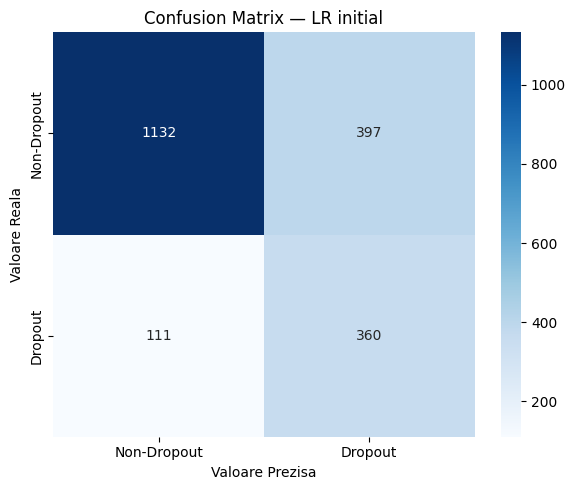 Confusion Matrix — LR initial
Valoare Reala
Non-Dropout
1132
397
Dropout
111
360
Non-Dropout
Dropout
Valoare Prezisa
1000
800
600
400
200